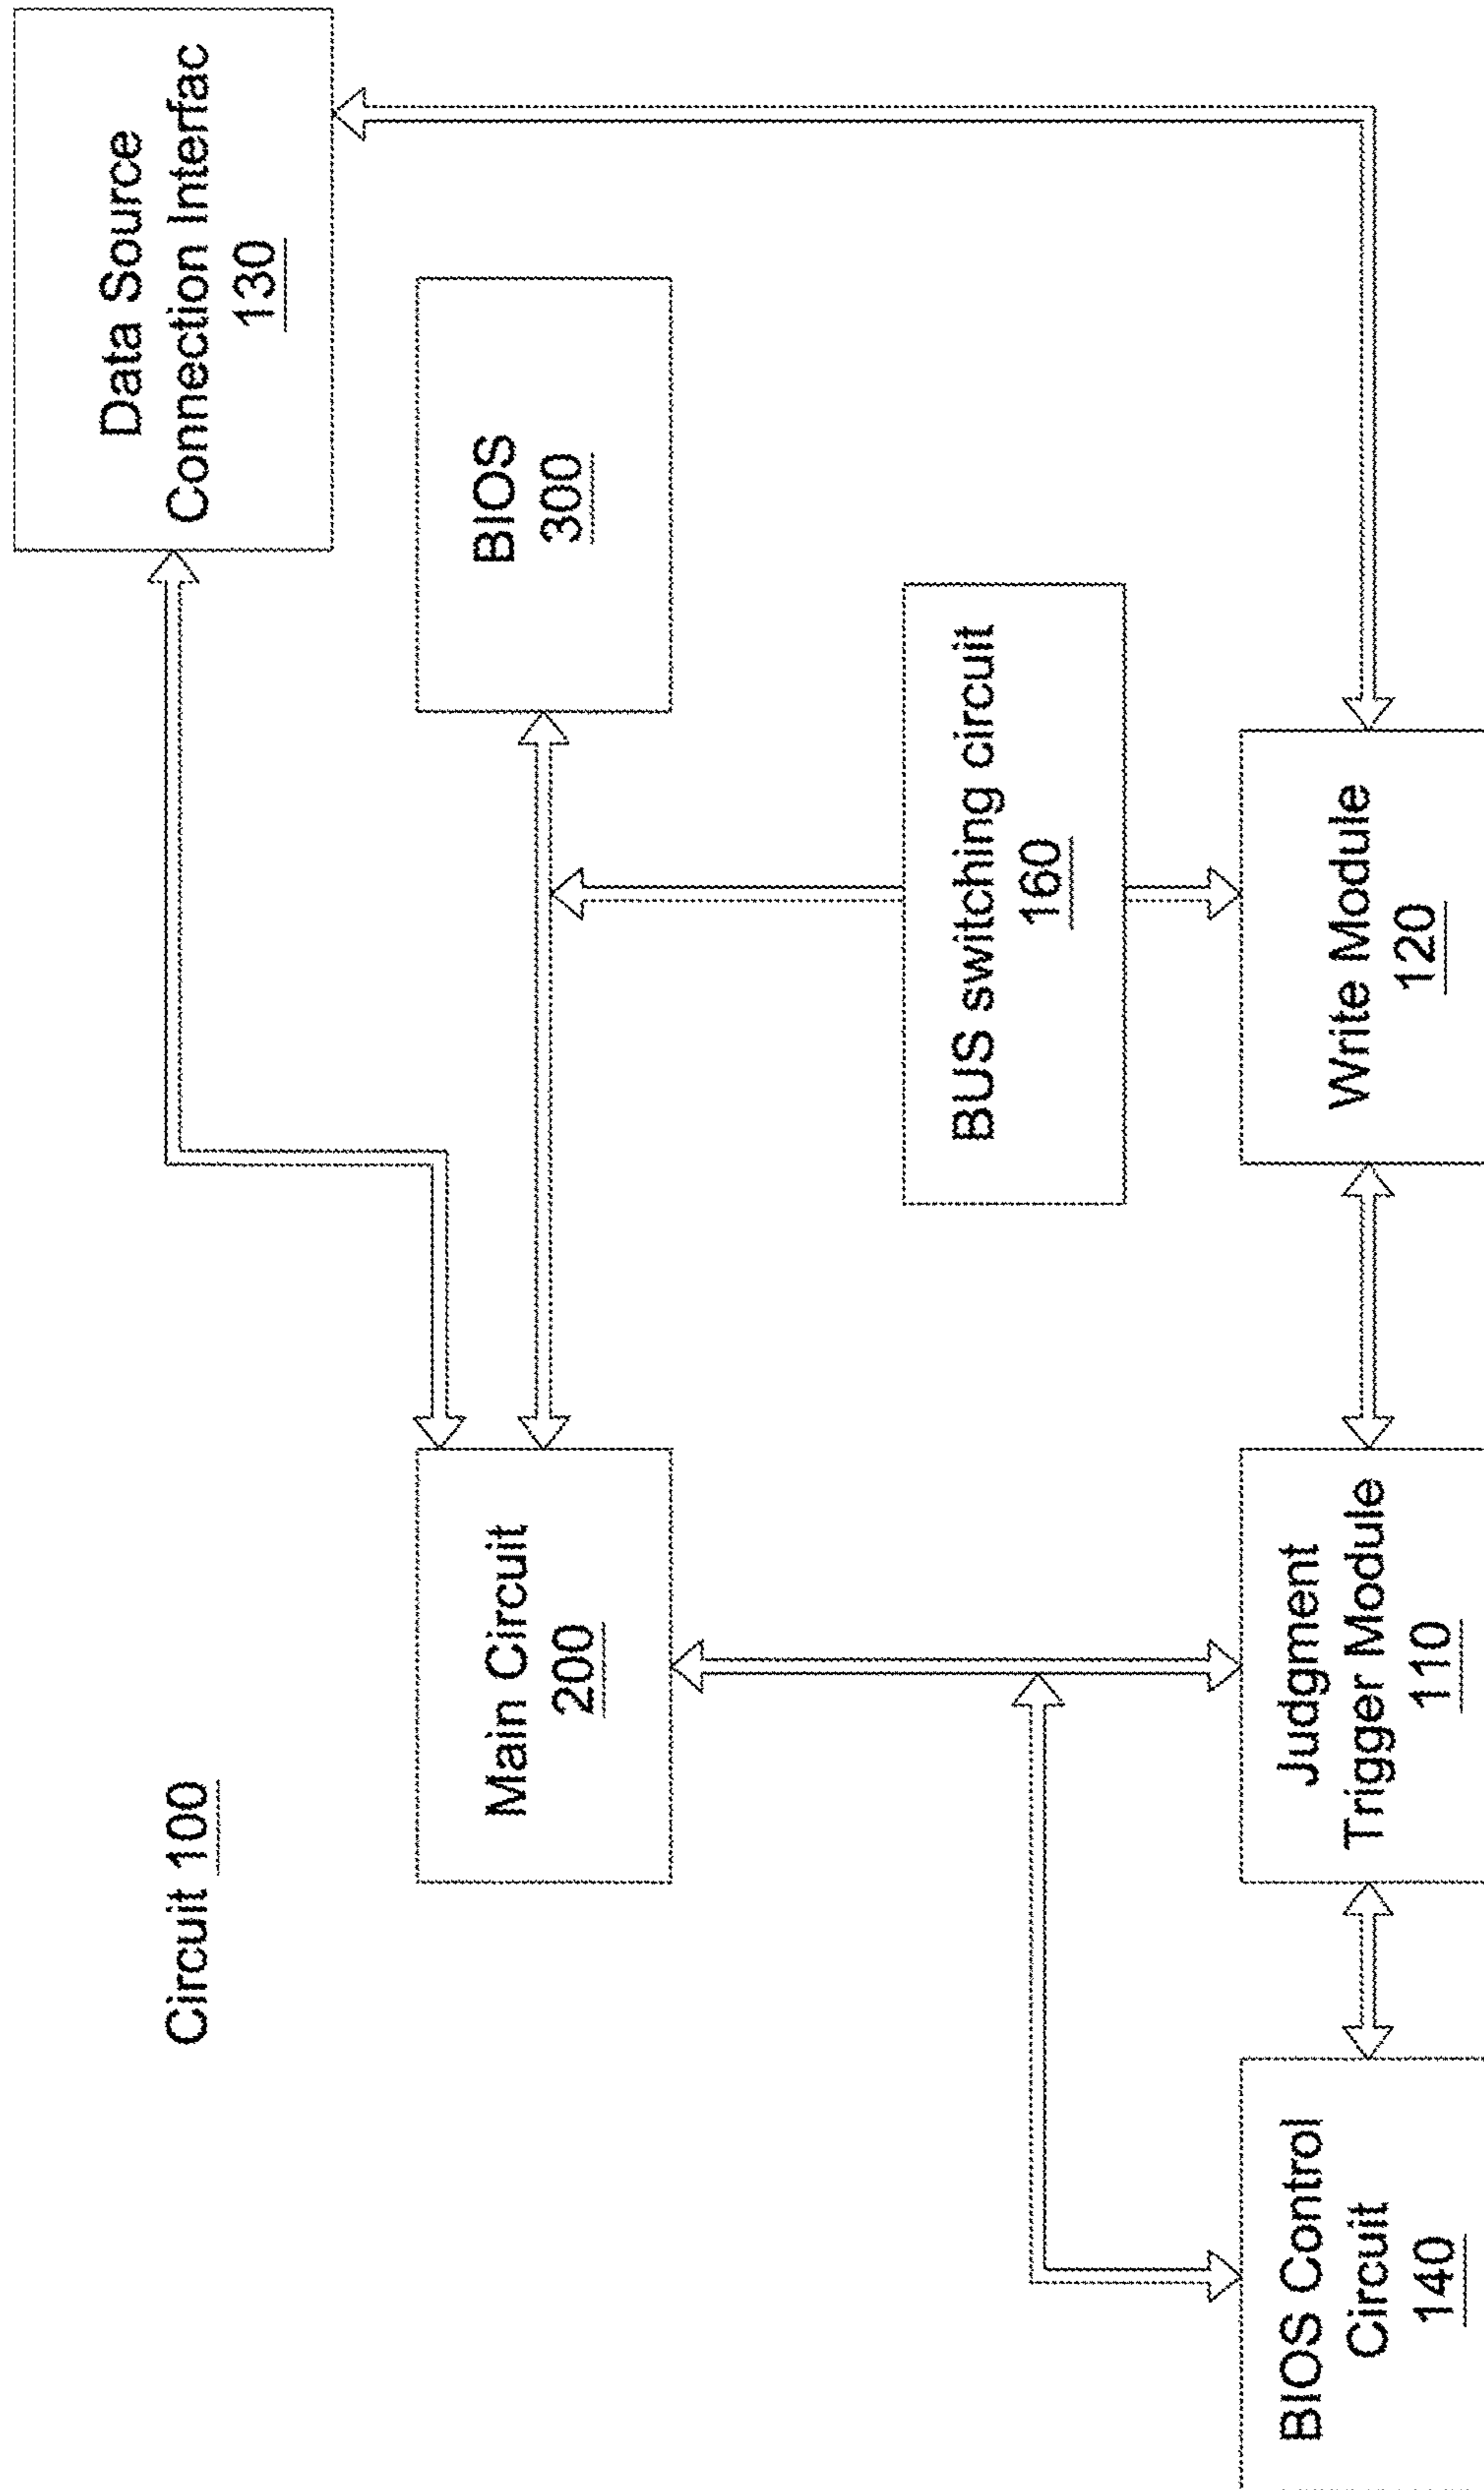 Circuit 100
Data Source
Connection Interfac
130
Main Circuit
200
BIOS
300
BUS switching circuit
160
BIOS Control
Circuit
140
Judgment
Trigger Module
110
Write Module
120